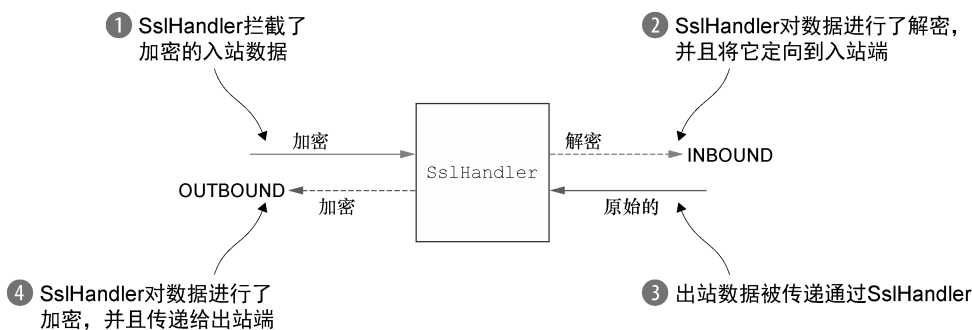 1 SslHandler拦截了
加密的入站数据
2 SslHandler对数据进行了解密,
并且将它定向到入站端
加密
解密
INBOUND
SslHandler
OUTBOUND
加密
原始的
4 SslHandler对数据进行了
加密，并且传递给出站端
3 出站数据被传递通过SslHandler